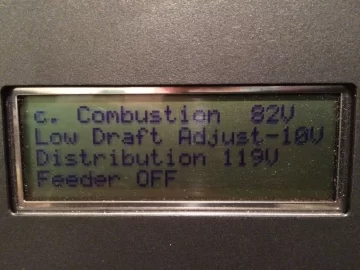 c. Combustion 82V
Low Draft Adjust-10V
Distribution 119V
Feeder OFF